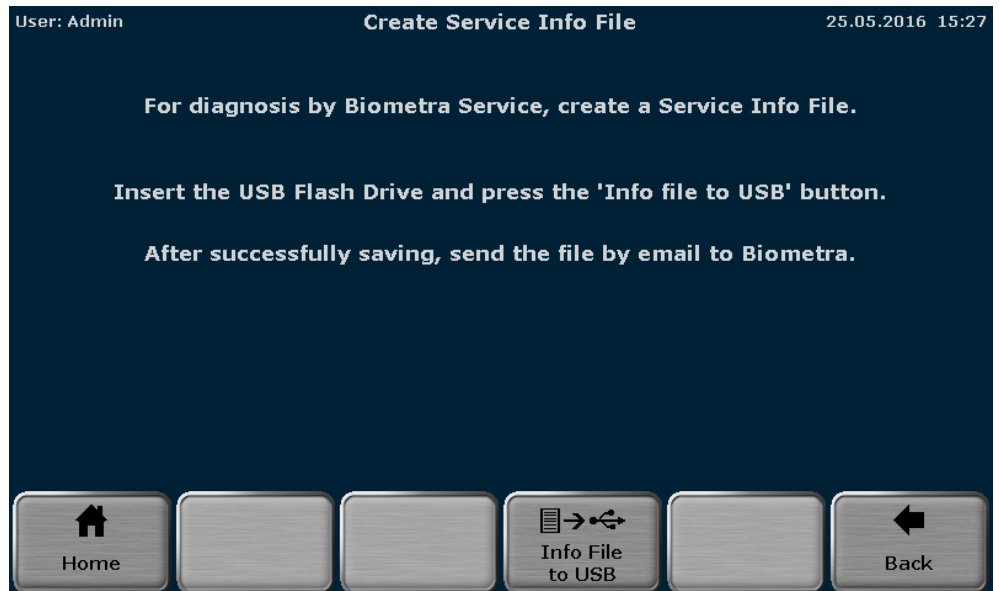 User: Admin Create Service Info File 25.05.2016 15:27
For diagnosis by Biometra Service, create a Service Info File.
Insert the USB Flash Drive and press the 'Info file to USB' button.
After successfully saving, send the file by email to Biometra.
Home
Info File
to USB
Back